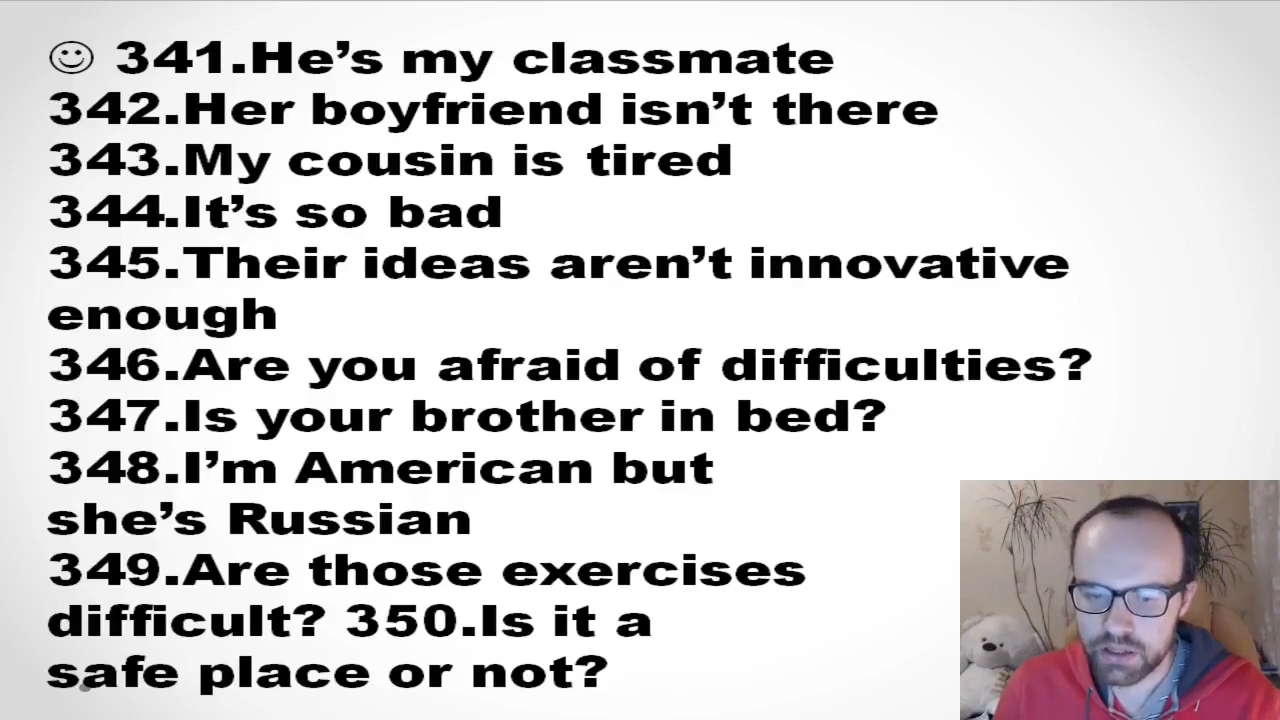 ☺ 341.He’s my classmate
342.Her boyfriend isn’t there
343.My cousin is tired
344.It’s so bad
345.Their ideas aren’t innovative
enough
346.Are you afraid of difficulties?
347.Is your brother in bed?
348.I’m American but
she’s Russian
349.Are those exercises
difficult? 350.Is it a
safe place or not?